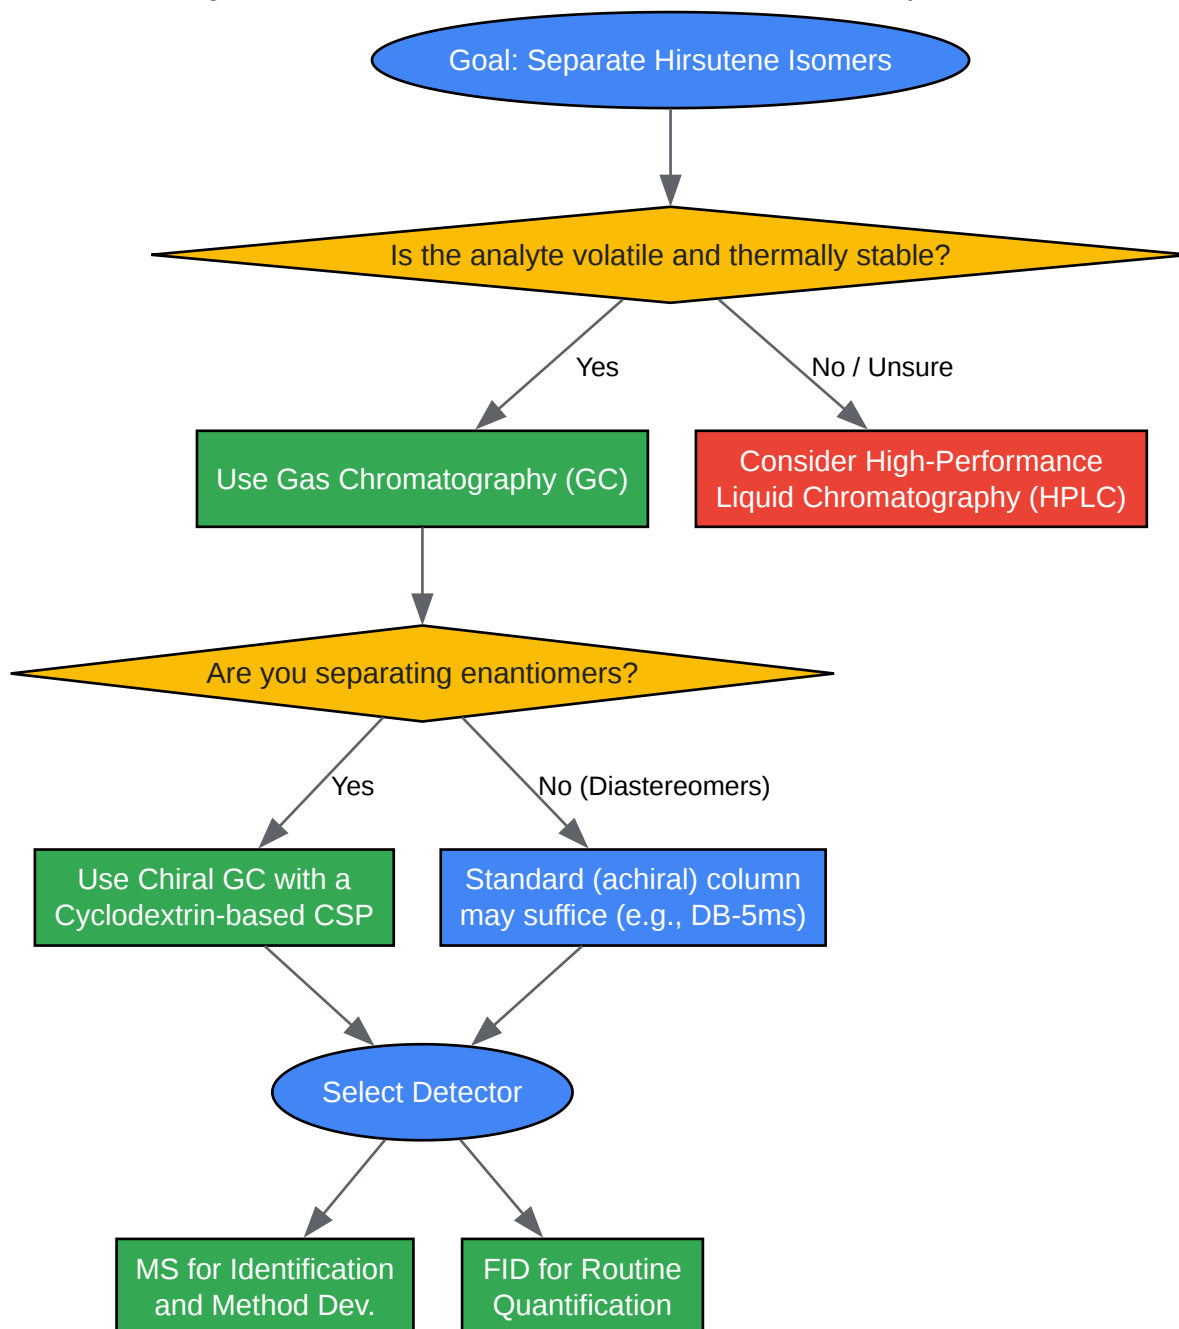 Goal: Separate Hirsutene Isomers
Is the analyte volatile and thermally stable?
Yes
No / Unsure
Use Gas Chromatography (GC)
Consider High-Performance
Liquid Chromatography (HPLC)
Are you separating enantiomers?
Yes
No (Diastereomers)
Use Chiral GC with a
Cyclodextrin-based CSP
Standard (achiral) column
may suffice (e.g., DB-5ms)
Select Detector
MS for Identification
and Method Dev.
FID for Routine
Quantification